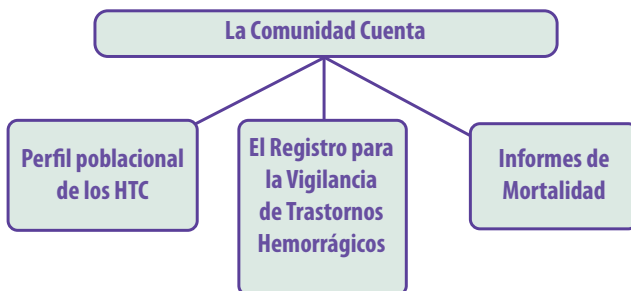 La Comunidad Cuenta
Perfil poblacional
de los HTC
El Registro para
la Vigilancia
de Trastornos
Hemorrágicos
Informes de
Mortalidad